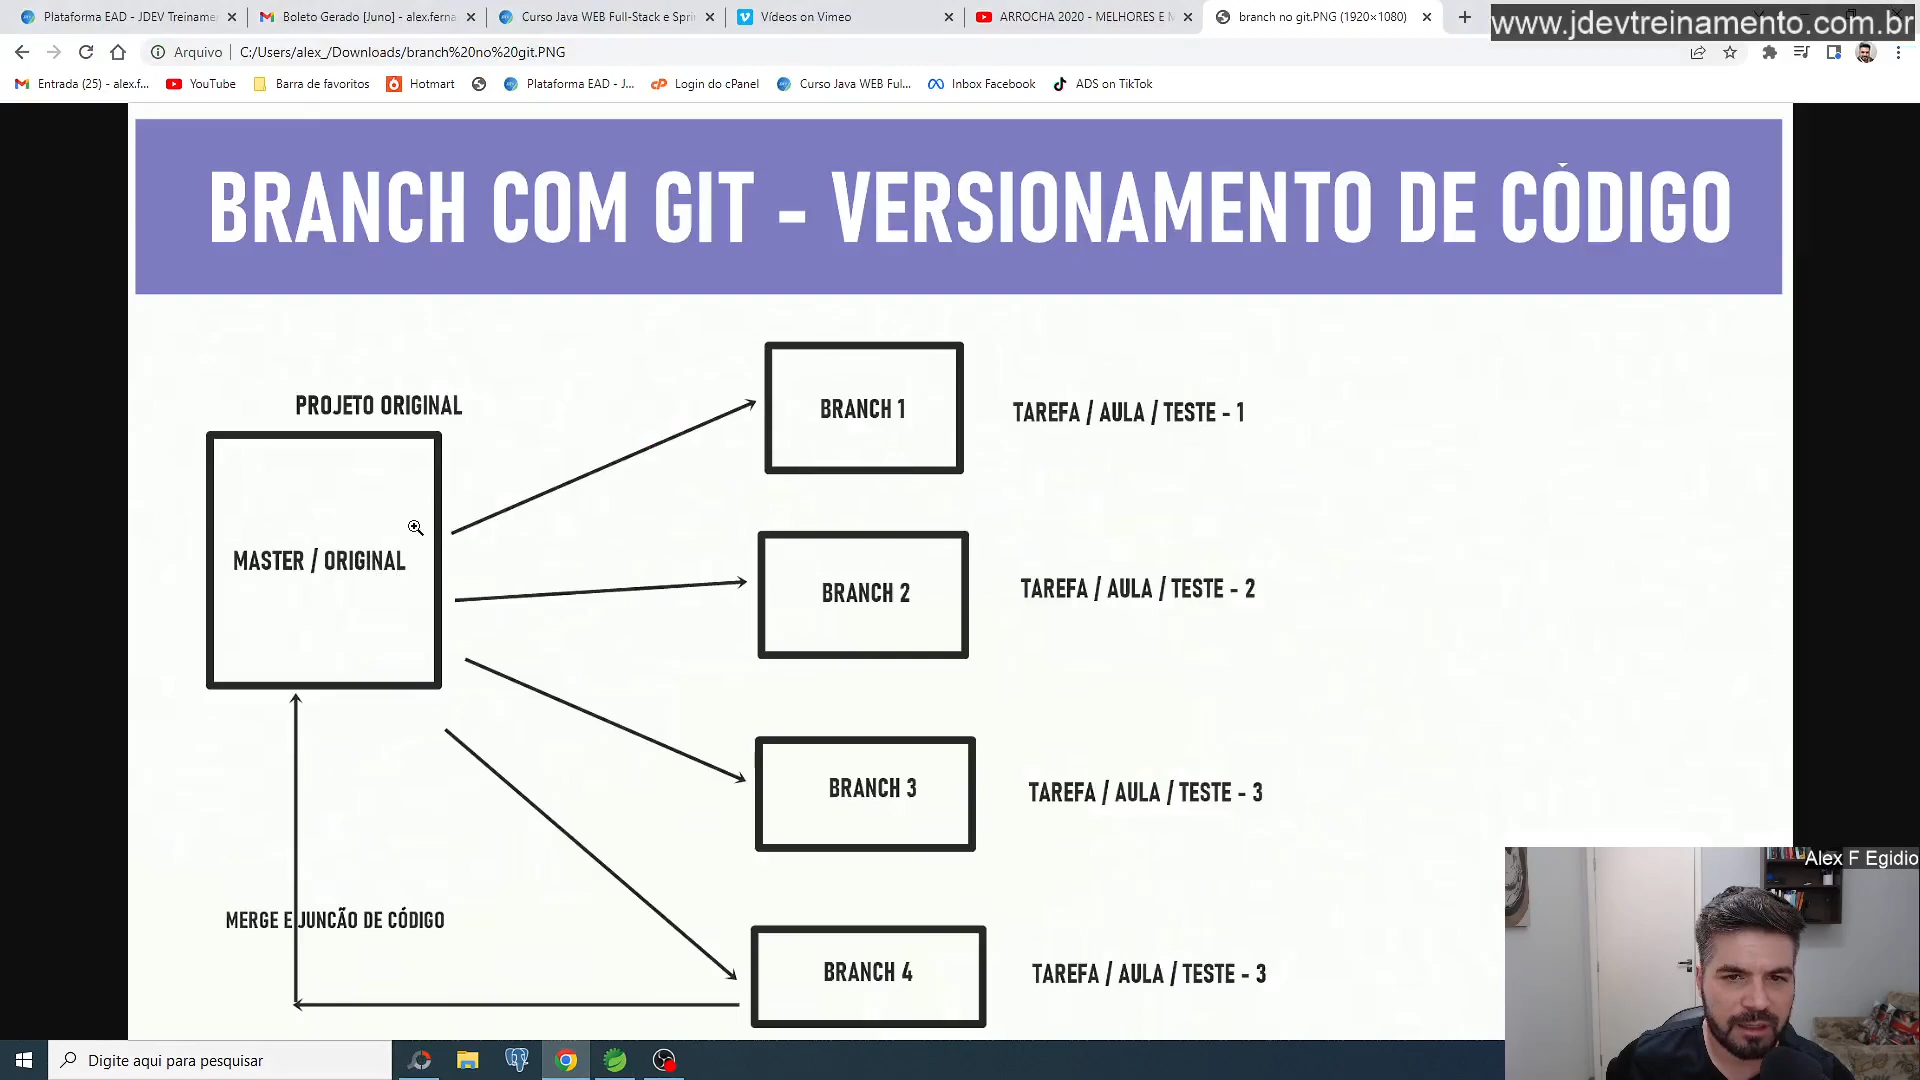 Plataforma EAD - JDEV Treinamer
Boleto Gerado [Juno] - alex.ferna
Curso Java WEB Full-Stack e Sprin
Vídeos on Vimeo
ARROCHA 2020 - MELHORES E M
branch no git.PNG (1920×1080)
www.jdevtreinamento.com.br
Arquivo
C:/Users/alex_/Downloads/branch%20no%20git.PNG
Entrada (25) - alex.f...
YouTube
Barra de favoritos
Hotmart
Plataforma EAD - J...
Login do cPanel
Curso Java WEB Ful...
Inbox Facebook
ADS on TikTok
BRANCH COM GIT - VERSIONAMENTO DE CÓDIGO
PROJETO ORIGINAL
MASTER / ORIGINAL
BRANCH 1
TAREFA / AULA / TESTE - 1
BRANCH 2
TAREFA / AULA / TESTE - 2
BRANCH 3
TAREFA / AULA / TESTE - 3
MERGE E JUNCÃO DE CÓDIGO
BRANCH 4
TAREFA / AULA / TESTE - 3
Alex F Egidio
Digite aqui para pesquisar